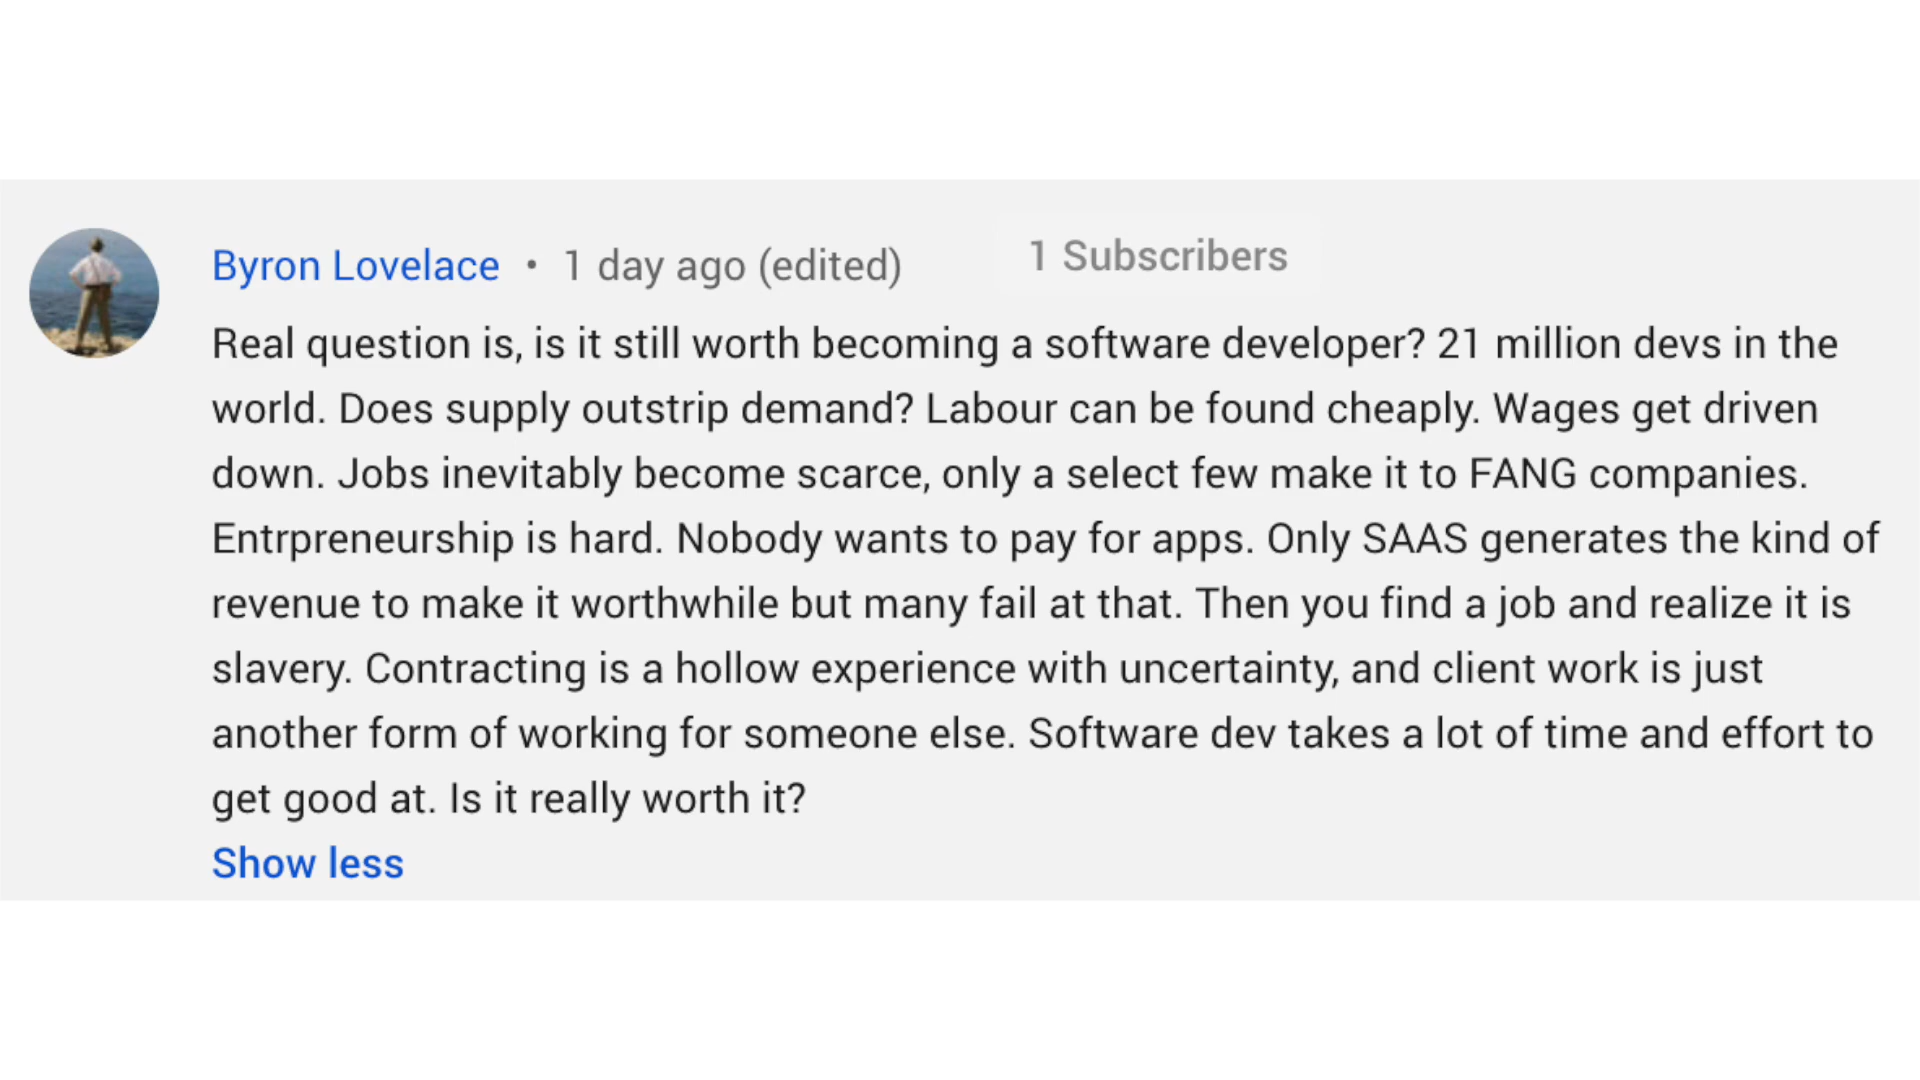 Byron Lovelace • 1 day ago (edited) 1 Subscribers
Real question is, is it still worth becoming a software developer? 21 million devs in the
world. Does supply outstrip demand? Labour can be found cheaply. Wages get driven
down. Jobs inevitably become scarce, only a select few make it to FANG companies.
Entrpreneurship is hard. Nobody wants to pay for apps. Only SAAS generates the kind of
revenue to make it worthwhile but many fail at that. Then you find a job and realize it is
slavery. Contracting is a hollow experience with uncertainty, and client work is just
another form of working for someone else. Software dev takes a lot of time and effort to
get good at. Is it really worth it?
Show less